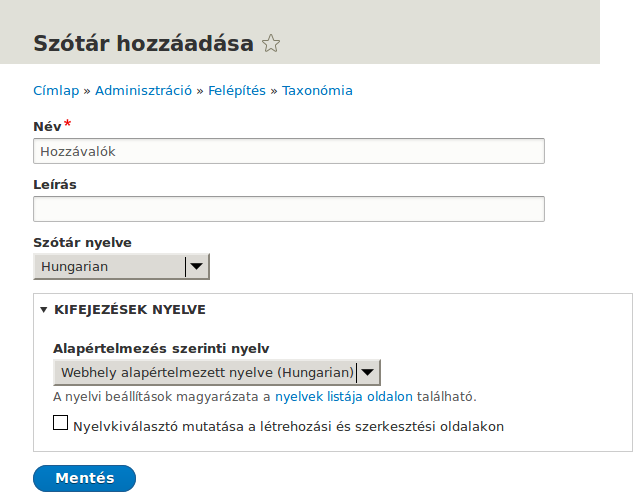 Szótár hozzáadása
Címlap » Adminisztráció » Felépítés » Taxonómia
Név*
Hozzávalók
Leírás
Szótár nyelve
Hungarian
KIFEJEZÉSEK NYELVE
Alapértelmezés szerinti nyelv
Webhely alapértelmezett nyelve (Hungarian)
A nyelvi beállítások magyarázata a nyelvek listája oldalon található.
Nyelvkiválasztó mutatása a létrehozási és szerkesztési oldalakon
Mentés